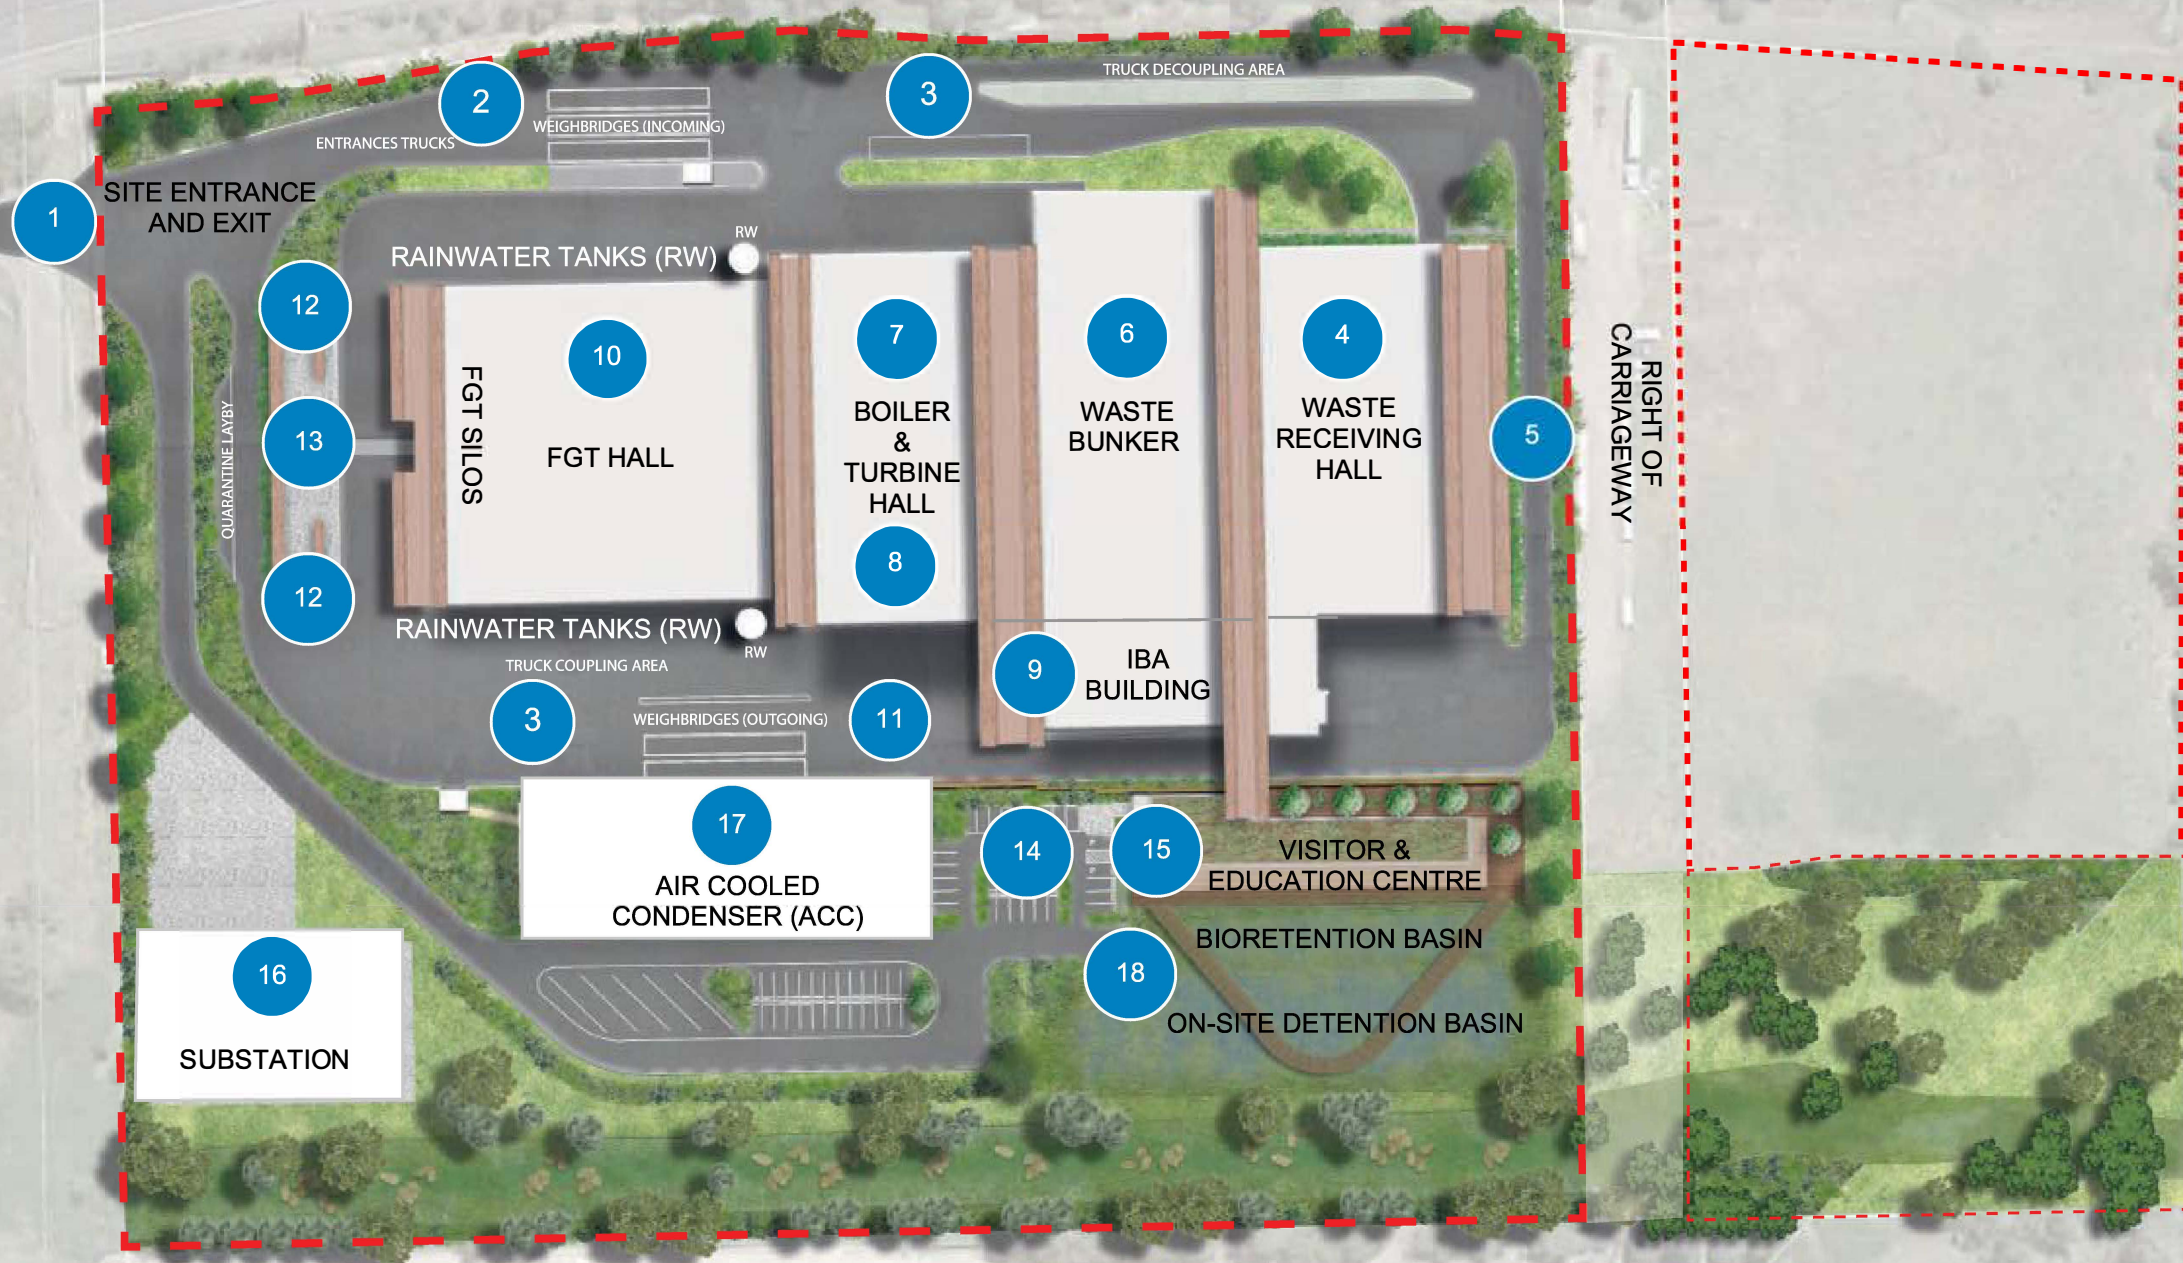 TRUCK DECOUPLING AREA
3
2
WEIGHBRIDGES (INCOMING)
ENTRANCES TRUCKS
1
SITE ENTRANCE
AND EXIT
RW
RAINWATER TANKS (RW)
12
10
7
6
4
FGT SILOS
FGT HALL
BOILER
&
TURBINE
HALL
WASTE
BUNKER
WASTE
RECEIVING
HALL
5
RIGHT OF
CARRIAGEWAY
13
QUARANTINE LAYBY
8
12
RAINWATER TANKS (RW)
RW
TRUCK COUPLING AREA
9
IBA
BUILDING
3
WEIGHBRIDGES (OUTGOING)
11
17
AIR COOLED
CONDENSER (ACC)
14
15
VISITOR &
EDUCATION CENTRE
BIORETENTION BASIN
18
ON-SITE DETENTION BASIN
16
SUBSTATION